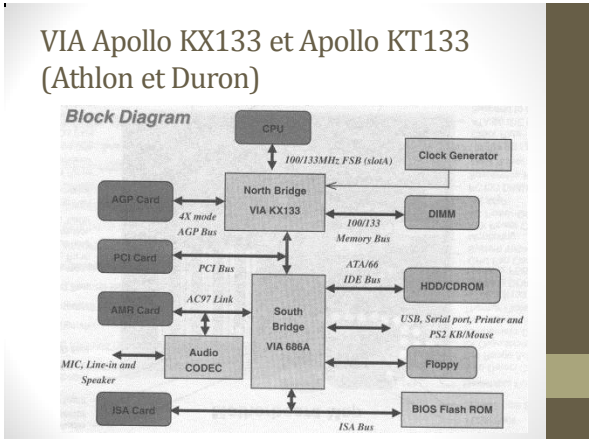 VIA Apollo KX133 et Apollo KT133
(Athlon et Duron)
Block Diagram
CPU
100/133MHz FSB (slotA)
Clock Generator
North Bridge
VIA KX133
AGP Card
4X mode
AGP Bus
DIMM
100/133
Memory Bus
PCI Card
PCI Bus
ATA/66
IDE Bus
HDD/CDROM
AMR Card
AC97 Link
South
Bridge
VIA 686A
USB, Serial port, Printer and
PS2 KB/Mouse
Audio
CODEC
MIC, Line-in and
Speaker
Floppy
ISA Card
ISA Bus
BIOS Flash ROM